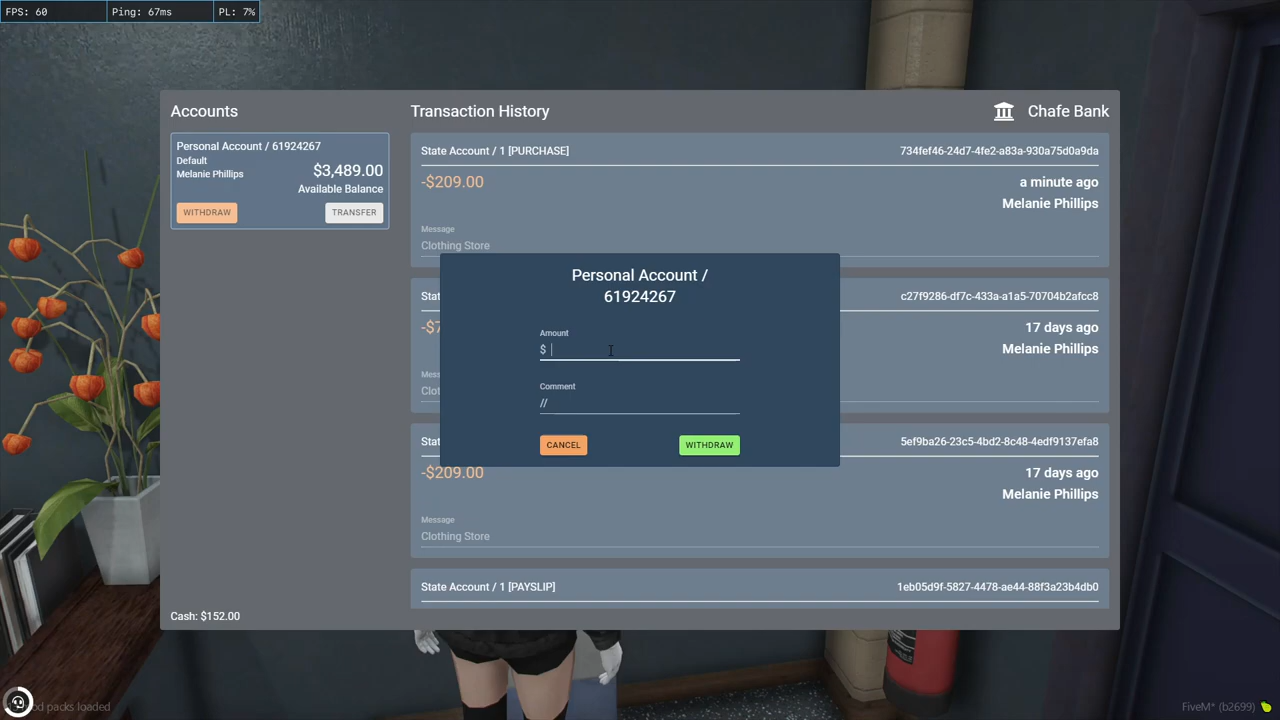 FPS: 60
Ping: 67ms
PL: 7%
Accounts
Personal Account / 61924267
Default
Melanie Phillips
$3,489.00
Available Balance
WITHDRAW
TRANSFER
Cash: $152.00
Transaction History
Chafe Bank
State Account / 1 [PURCHASE]
734fef46-24d7-4fe2-a83a-930a75d0a9da
-$209.00
a minute ago
Melanie Phillips
Message
Clothing Store
c27f9286-df7c-433a-a1a5-70704b2afcc8
17 days ago
Melanie Phillips
5ef9ba26-23c5-4bd2-8c48-4edf9137efa8
-$209.00
17 days ago
Melanie Phillips
Message
Clothing Store
State Account / 1 [PAYSLIP]
1eb05d9f-5827-4478-ae44-88f3a23b4db0
Personal Account /
61924267
Amount
$
Comment
//
CANCEL
WITHDRAW
packs loaded
FiveM* (b2699)